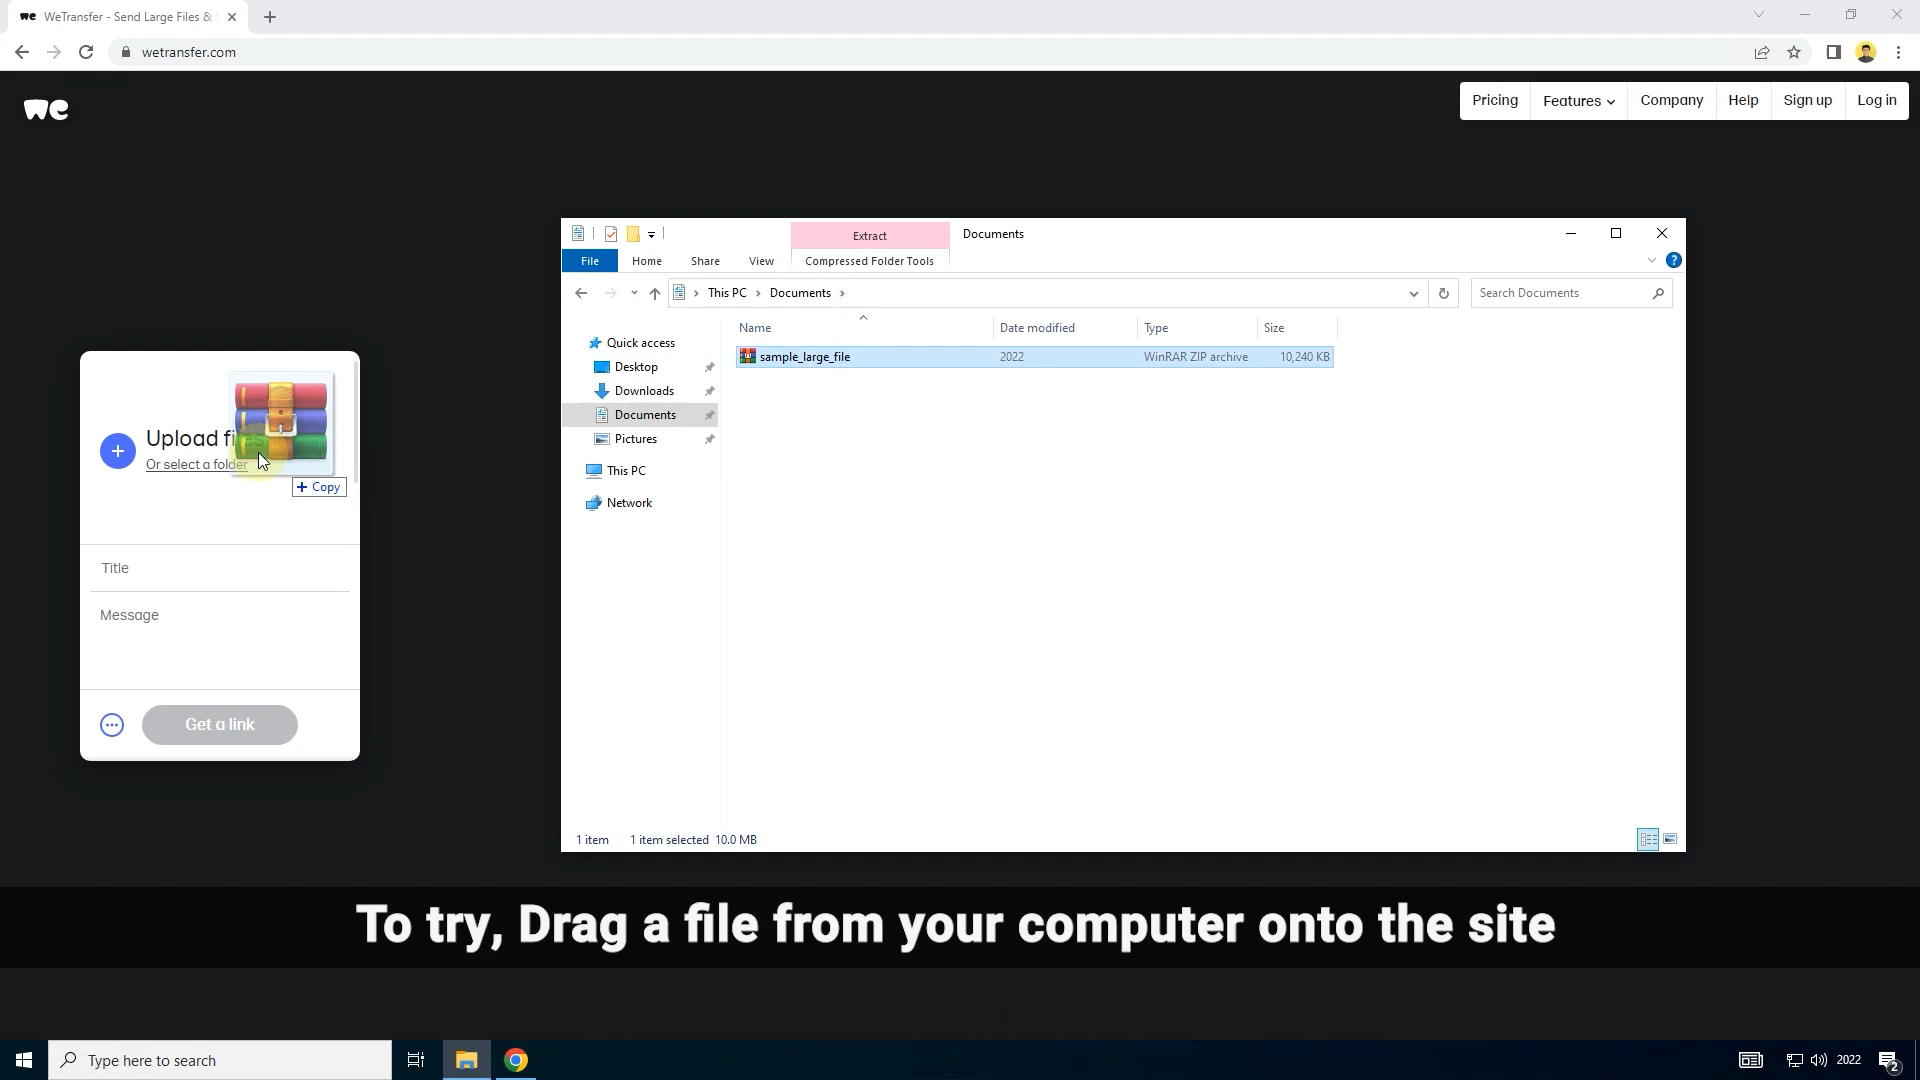 WeTransfer - Send Large Files &
wetransfer.com
we
Pricing
Features
Company
Help
Sign up
Log in
Extract
Documents
File
Home
Share
View
Compressed Folder Tools
This PC
Documents
Search Documents
Name
Date modified
Type
Size
sample_large_file
2022
WinRAR ZIP archive
10,240 KB
Quick access
Desktop
Downloads
Documents
Pictures
This PC
Network
1 item
1 item selected 10.0 MB
Upload files
Or select a folder
+ Copy
Title
Message
Get a link
To try, Drag a file from your computer onto the site
Type here to search
2022
2